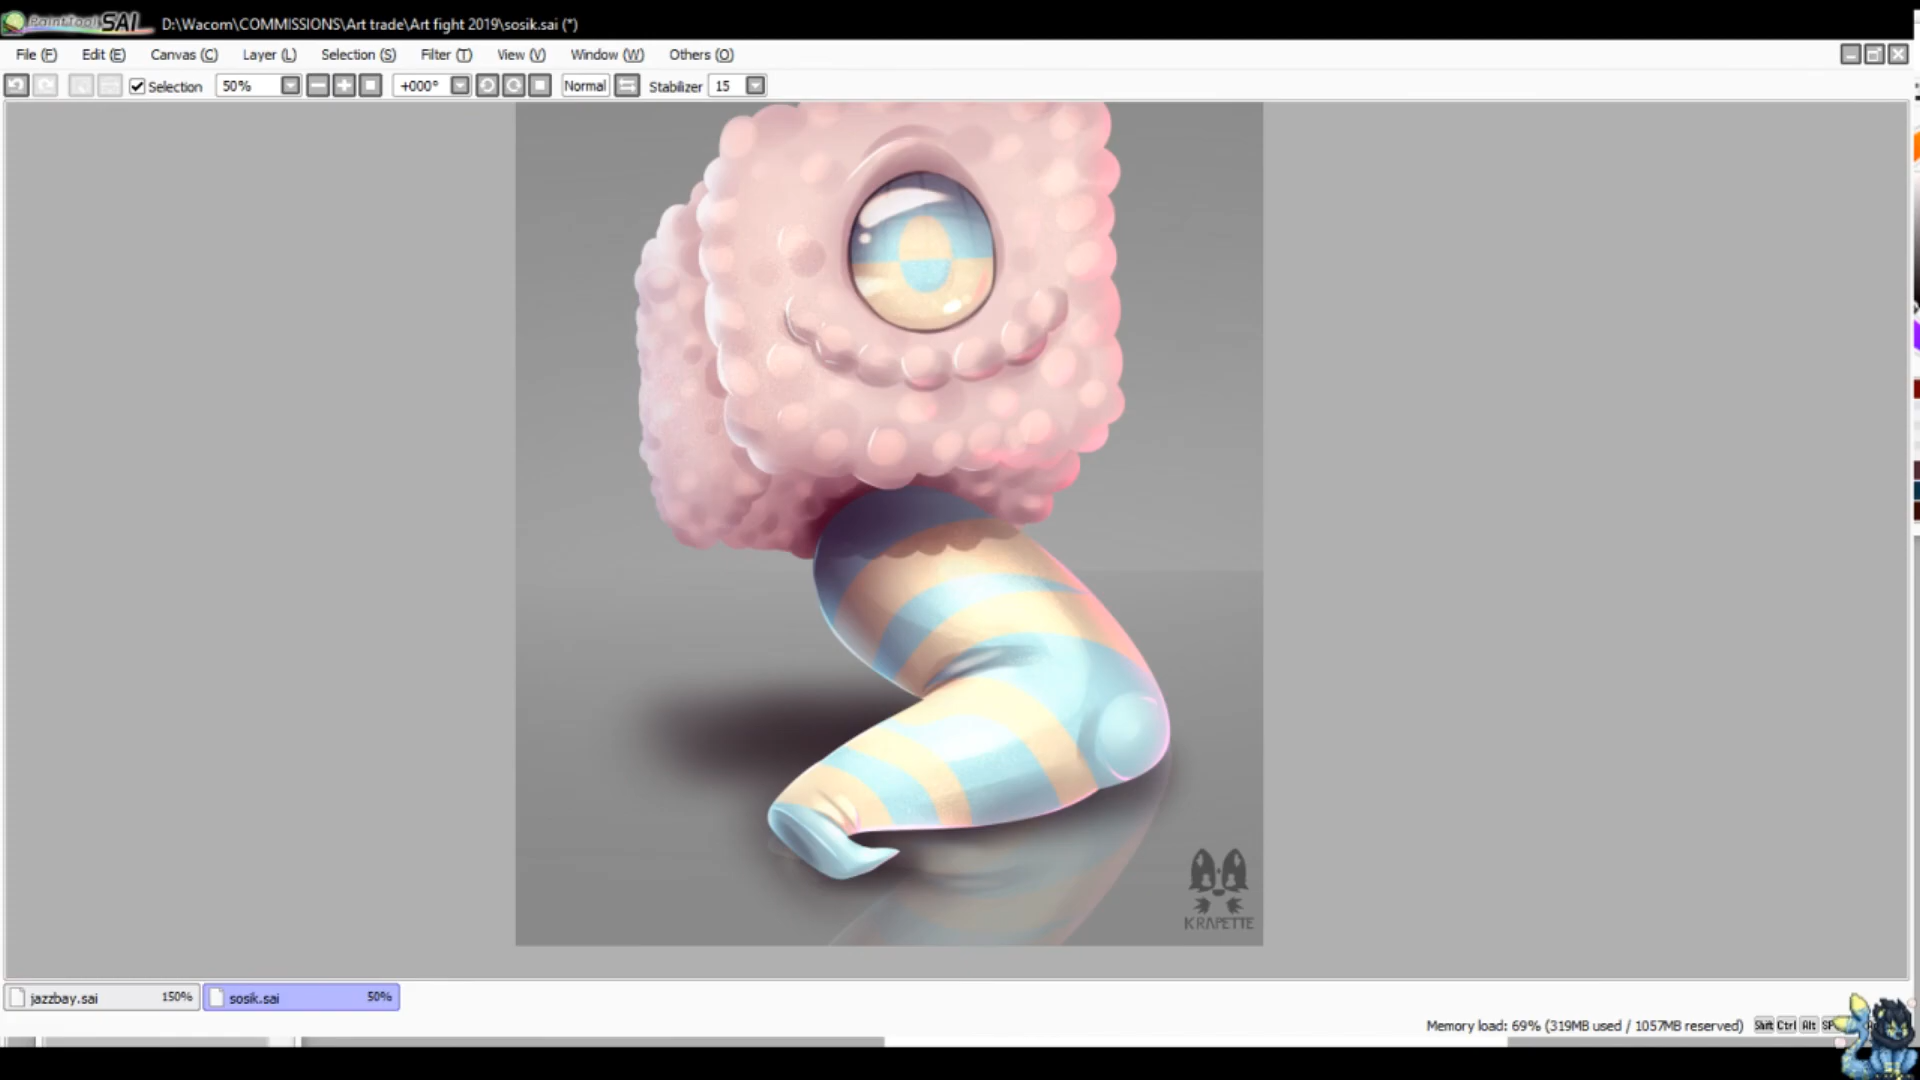 PaintTool SAI D:\Wacom\COMMISSIONS\Art trade\Art fight 2019\sosik.sai (*)
File (F) Edit (E) Canvas (C) Layer (L) Selection (S) Filter (T) View (V) Window (W) Others (O)
Selection 50% +000° Normal Stabilizer 15
KRAPETTE
jazzbay.sai 150% sosik.sai 50%
Memory load: 69% (319MB used / 1057MB reserved) Shift Ctrl Alt